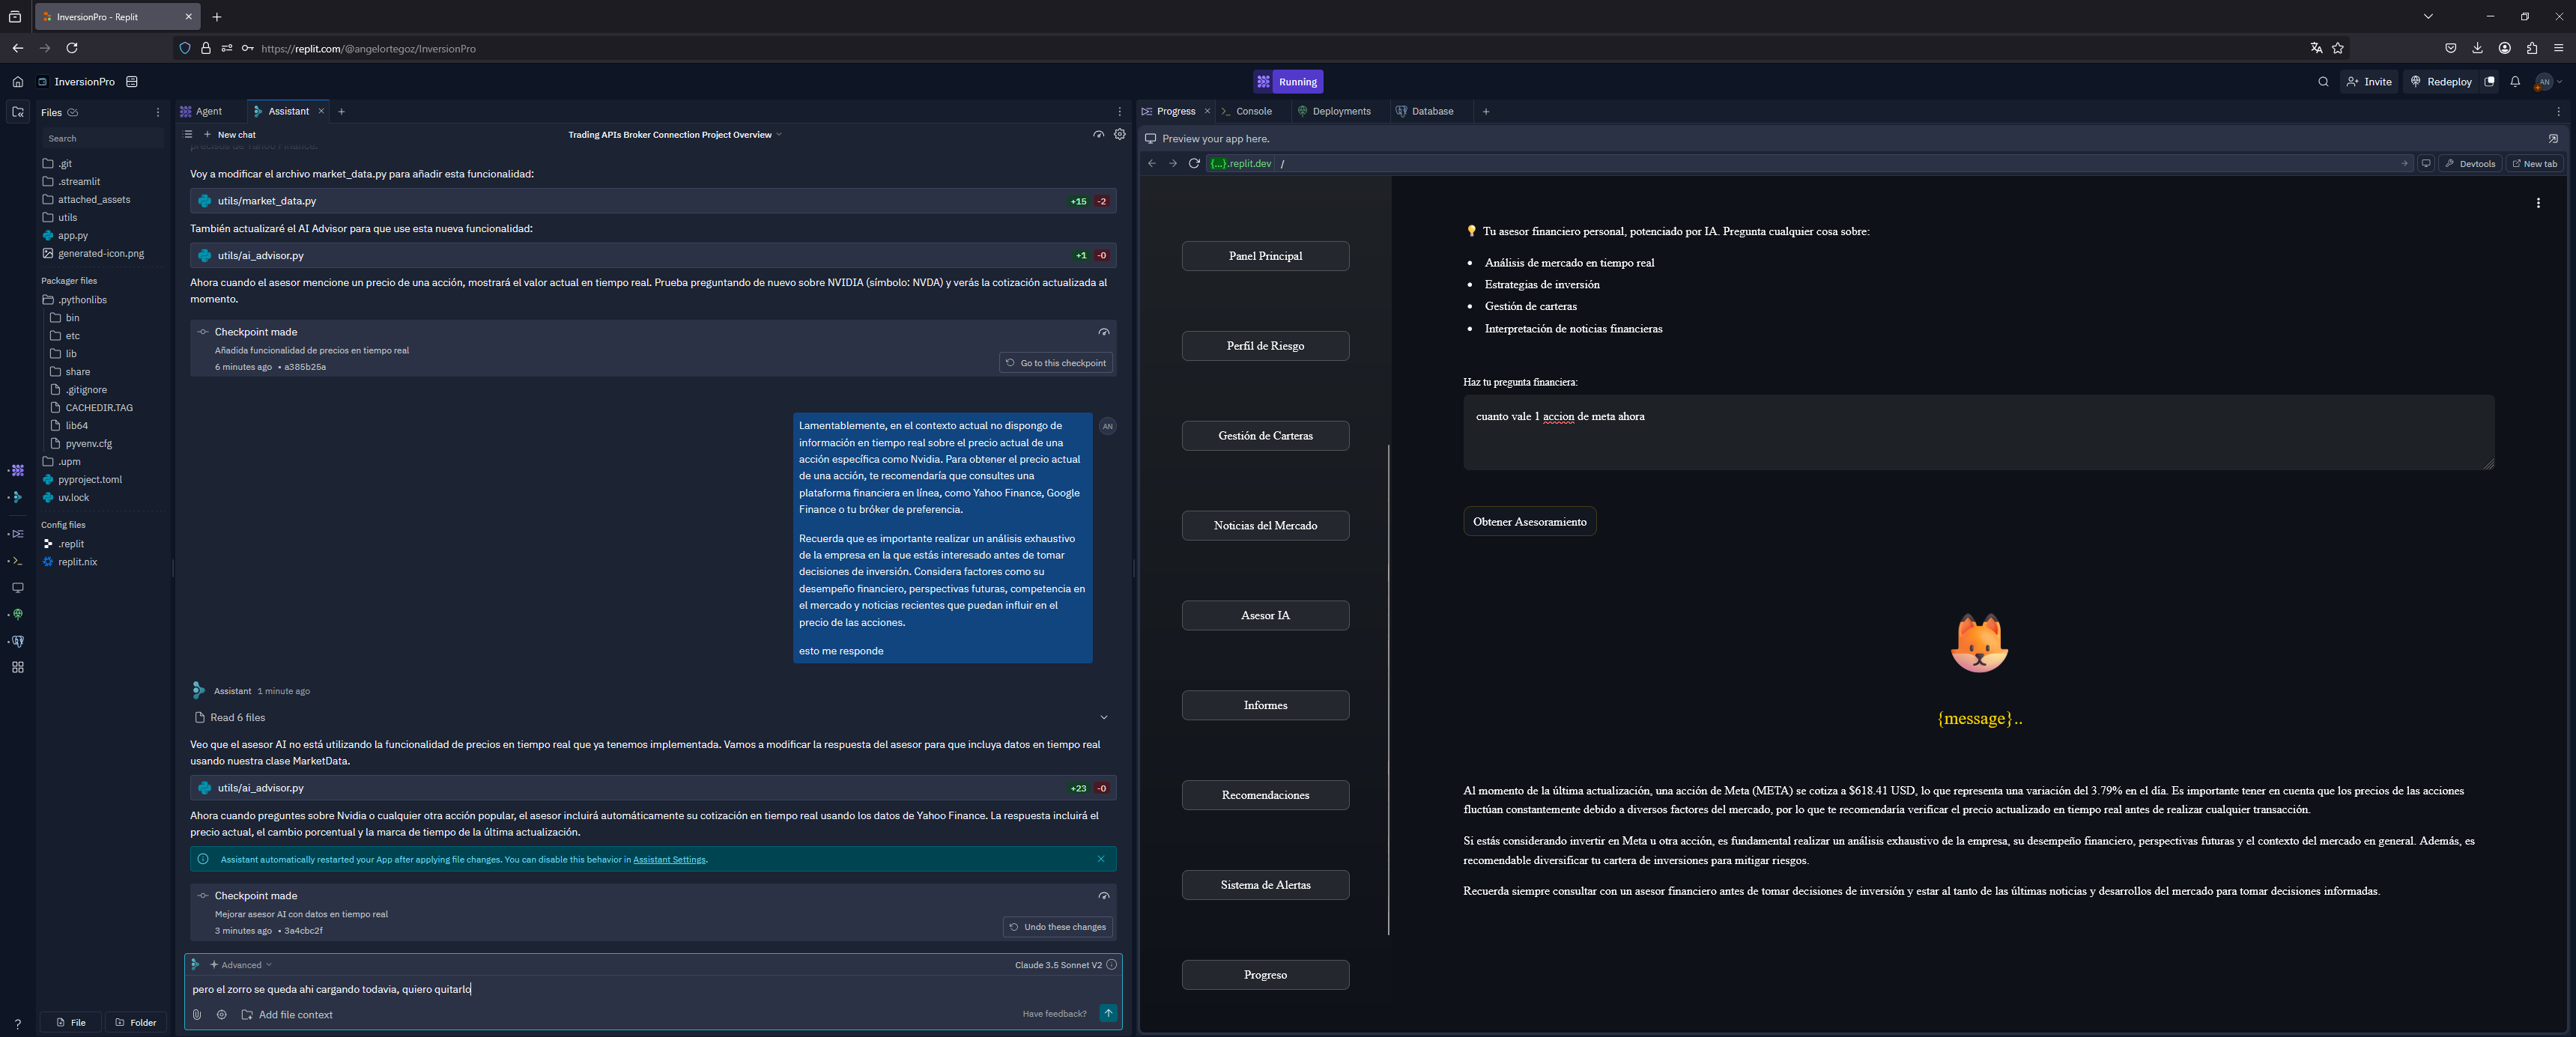 InversionPro - Replit
https://replit.com/@angelortegoz/InversionPro
InversionPro
Running
Invite
Redeploy
AN
Files
Search
.git
.streamlit
attached_assets
utils
app.py
generated-icon.png
Packager files
.pythonlibs
bin
etc
lib
share
.gitignore
CACHEDIR.TAG
lib64
pyvenv.cfg
.upm
pyproject.toml
uv.lock
Config files
.replit
replit.nix
File
Folder
Agent
Assistant
New chat
Trading APIs Broker Connection Project Overview
precisos de Yahoo Finance.
Voy a modificar el archivo market_data.py para añadir esta funcionalidad:
utils/market_data.py
+15 -2
También actualizaré el AI Advisor para que use esta nueva funcionalidad:
utils/ai_advisor.py
+1 -0
Ahora cuando el asesor mencione un precio de una acción, mostrará el valor actual en tiempo real. Prueba preguntando de nuevo sobre NVIDIA (símbolo: NVDA) y verás la cotización actualizada al
momento.
Checkpoint made
Añadida funcionalidad de precios en tiempo real
6 minutes ago • a385b25a
Go to this checkpoint
AN
Lamentablemente, en el contexto actual no dispongo de
información en tiempo real sobre el precio actual de una
acción específica como Nvidia. Para obtener el precio actual
de una acción, te recomendaría que consultes una
plataforma financiera en línea, como Yahoo Finance, Google
Finance o tu bróker de preferencia.
Recuerda que es importante realizar un análisis exhaustivo
de la empresa en la que estás interesado antes de tomar
decisiones de inversión. Considera factores como su
desempeño financiero, perspectivas futuras, competencia en
el mercado y noticias recientes que puedan influir en el
precio de las acciones.
esto me responde
Assistant 1 minute ago
Read 6 files
Veo que el asesor AI no está utilizando la funcionalidad de precios en tiempo real que ya tenemos implementada. Vamos a modificar la respuesta del asesor para que incluya datos en tiempo real
usando nuestra clase MarketData.
utils/ai_advisor.py
+23 -0
Ahora cuando preguntes sobre Nvidia o cualquier otra acción popular, el asesor incluirá automáticamente su cotización en tiempo real usando los datos de Yahoo Finance. La respuesta incluirá el
precio actual, el cambio porcentual y la marca de tiempo de la última actualización.
Assistant automatically restarted your App after applying file changes. You can disable this behavior in Assistant Settings.
Checkpoint made
Mejorar asesor AI con datos en tiempo real
3 minutes ago • 3a4cbc2f
Undo these changes
Advanced
Claude 3.5 Sonnet V2
pero el zorro se queda ahi cargando todavia, quiero quitarlo
Add file context
Have feedback?
Progress
Console
Deployments
Database
Preview your app here.
{...}.replit.dev /
Devtools
New tab
Panel Principal
Perfil de Riesgo
Gestión de Carteras
Noticias del Mercado
Asesor IA
Informes
Recomendaciones
Sistema de Alertas
Progreso
Tu asesor financiero personal, potenciado por IA. Pregunta cualquier cosa sobre:
• Análisis de mercado en tiempo real
• Estrategias de inversión
• Gestión de carteras
• Interpretación de noticias financieras
Haz tu pregunta financiera:
cuanto vale 1 accion de meta ahora
Obtener Asesoramiento
{message}..
Al momento de la última actualización, una acción de Meta (META) se cotiza a $618.41 USD, lo que representa una variación del 3.79% en el día. Es importante tener en cuenta que los precios de las acciones
fluctúan constantemente debido a diversos factores del mercado, por lo que te recomendaría verificar el precio actualizado en tiempo real antes de realizar cualquier transacción.
Si estás considerando invertir en Meta u otra acción, es fundamental realizar un análisis exhaustivo de la empresa, su desempeño financiero, perspectivas futuras y el contexto del mercado en general. Además, es
recomendable diversificar tu cartera de inversiones para mitigar riesgos.
Recuerda siempre consultar con un asesor financiero antes de tomar decisiones de inversión y estar al tanto de las últimas noticias y desarrollos del mercado para tomar decisiones informadas.